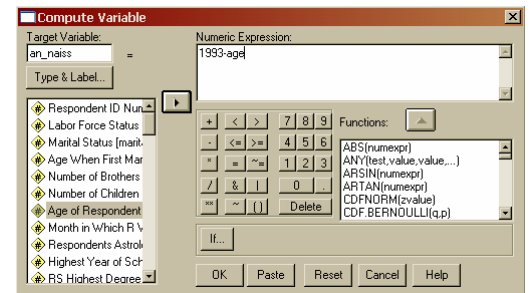 Compute Variable
Target Variable:
an_naiss
=
Type & Label...
Numeric Expression:
1993-age
Respondent ID Num
Labor Force Status
Marital Status [marit
Age When First Mar
Number of Brothers
Number of Children
Age of Respondent
Month in Which R V
Respondents Astrol
Highest Year of Sch
RS Highest Degree
+ < > 7 8 9
- <= >= 4 5 6
* = ~= 1 2 3
/ & | 0 .
** ~ ( ) Delete
Functions:
ABS(numexpr)
ANY(test,value,value,...)
ARSIN(numexpr)
ARTAN(numexpr)
CDFNORM(zvalue)
CDF.BERNOULLI(q,p)
If...
OK Paste Reset Cancel Help